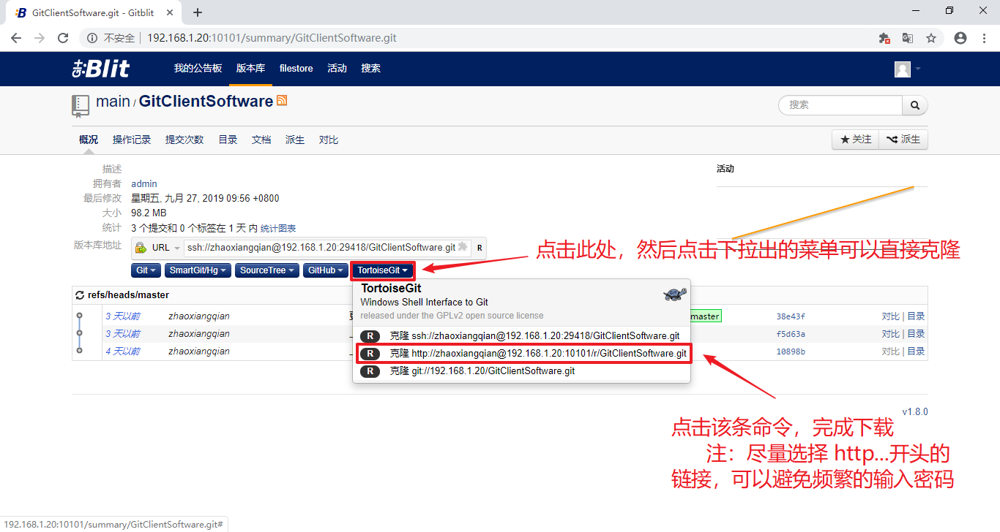 GitClientSoftware.git - Gitblit
不安全 192.168.1.20:10101/summary/GitClientSoftware.git
Blit
我的公告板 版本库 filestore 活动 搜索
main / GitClientSoftware
搜索
概况 操作记录 提交次数 目录 文档 派生 对比
关注 派生
描述
活动
拥有者 admin
最后修改 星期五, 九月 27, 2019 09:56 +0800
大小 98.2 MB
统计 3 个提交和 0 个标签在 1 天 内 统计图表
版本库地址 URL ssh://zhaoxiangqian@192.168.1.20:29418/GitClientSoftware.git R
点击此处，然后点击下拉出的菜单可以直接克隆
Git SmartGit/Hg SourceTree GitHub TortoiseGit
TortoiseGit
Windows Shell Interface to Git
released under the GPLv2 open source license
GIT
R 克隆 ssh://zhaoxiangqian@192.168.1.20:29418/GitClientSoftware.git
R 克隆 http://zhaoxiangqian@192.168.1.20:10101/r/GitClientSoftware.git
R 克隆 git://192.168.1.20/GitClientSoftware.git
refs/heads/master
3 天以前 zhaoxiangqian master 38e43f 对比 | 目录
3 天以前 zhaoxiangqian f5d63a 对比 | 目录
4 天以前 zhaoxiangqian 10898b 对比 | 目录
v1.8.0
点击该条命令，完成下载
注：尽量选择 http...开头的
链接，可以避免频繁的输入密码
192.168.1.20:10101/summary/GitClientSoftware.git#